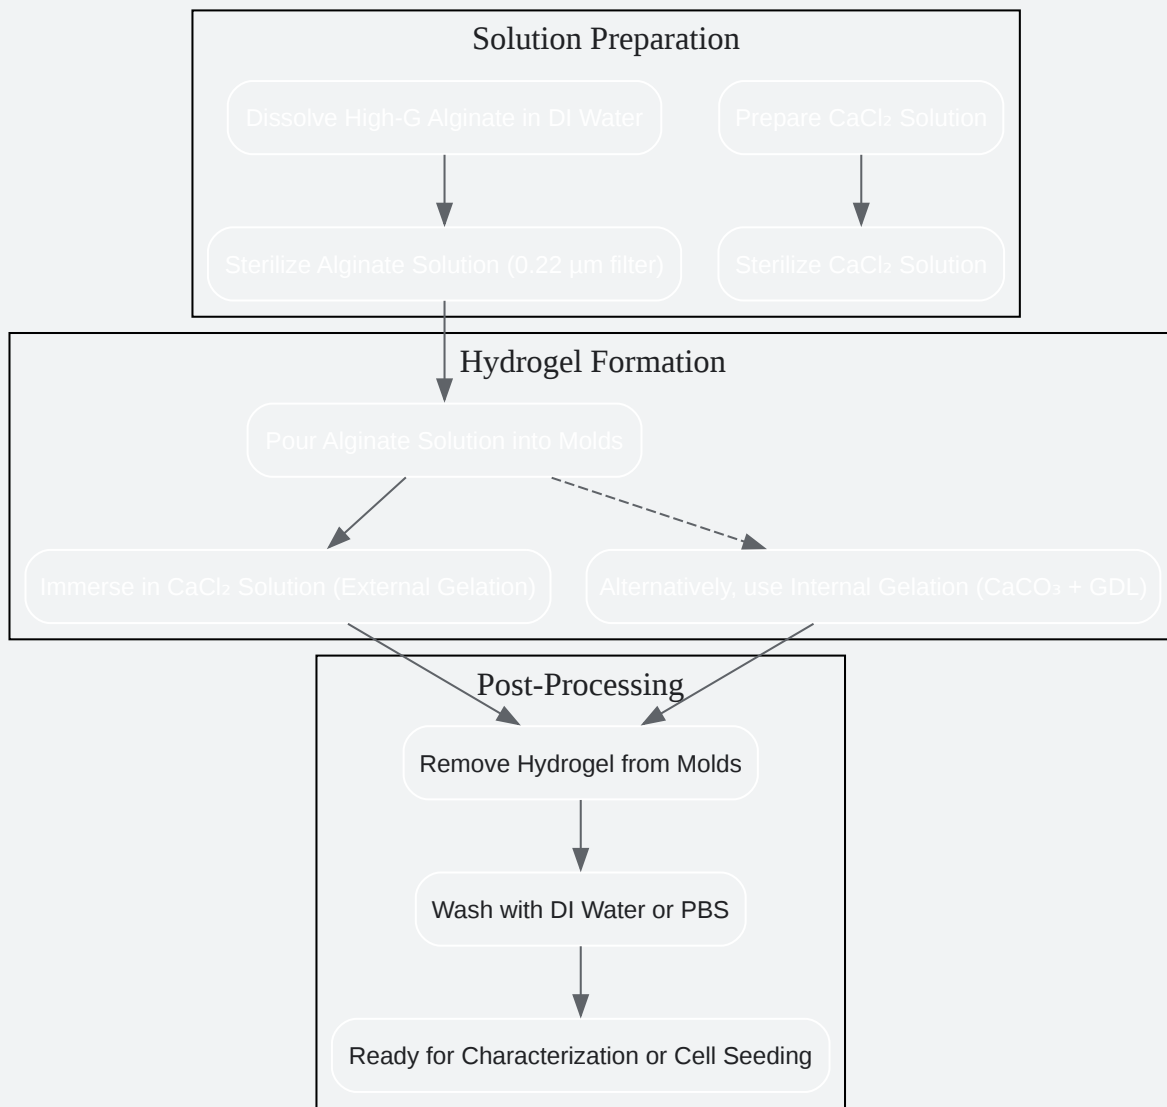 Solution Preparation
Dissolve High-G Alginate in DI Water
Prepare CaCl₂ Solution
Sterilize Alginate Solution (0.22 µm filter)
Sterilize CaCl₂ Solution
Hydrogel Formation
Pour Alginate Solution into Molds
Immerse in CaCl₂ Solution (External Gelation)
Alternatively, use Internal Gelation (CaCO₃ + GDL)
Post-Processing
Remove Hydrogel from Molds
Wash with DI Water or PBS
Ready for Characterization or Cell Seeding